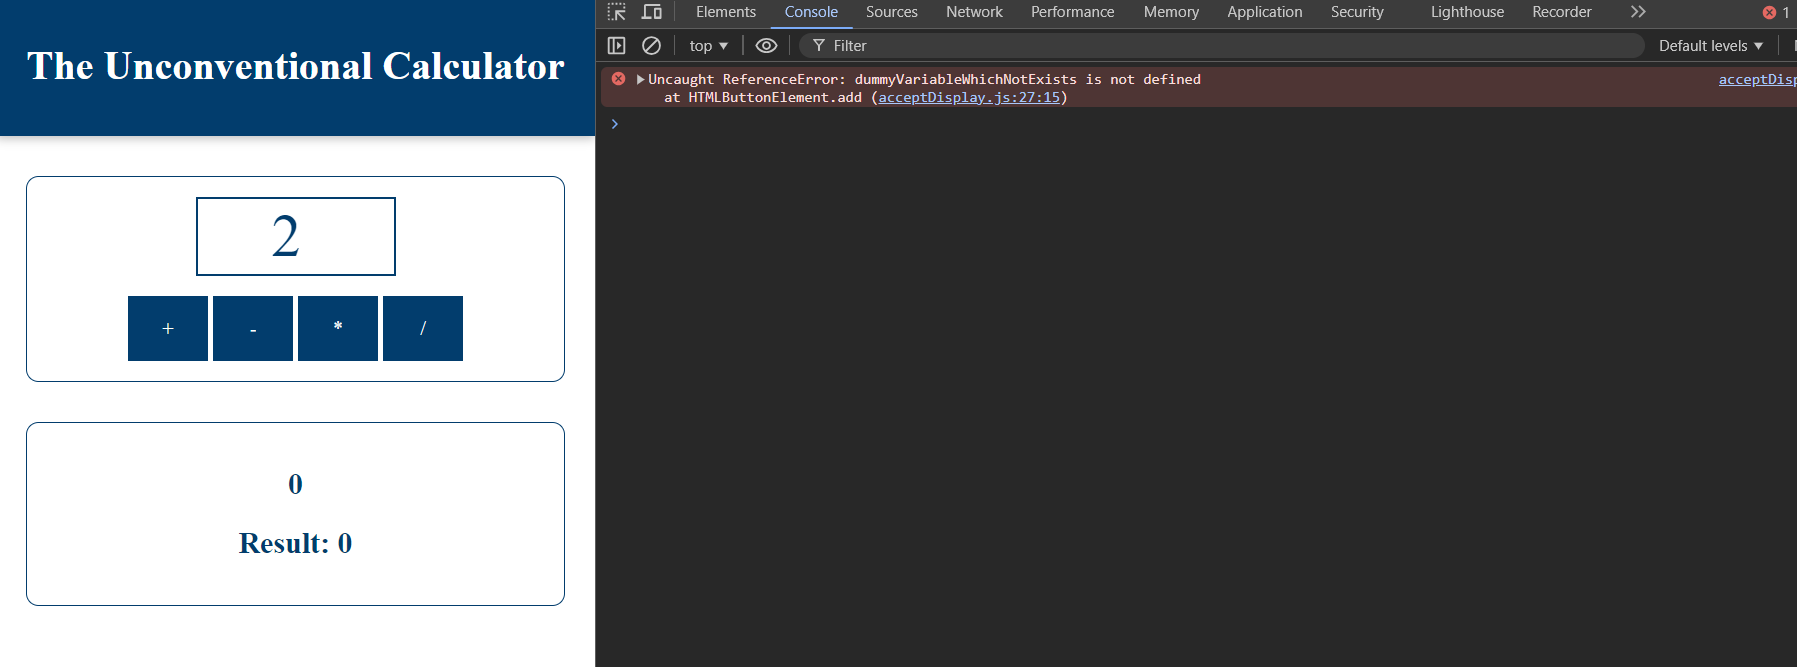 The Unconventional Calculator
2
+ - * /
0
Result: 0
Elements Console Sources Network Performance Memory Application Security Lighthouse Recorder 1
top Filter Default levels
Uncaught ReferenceError: dummyVariableWhichNotExists is not defined acceptDisp
at HTMLButtonElement.add (acceptDisplay.js:27:15)